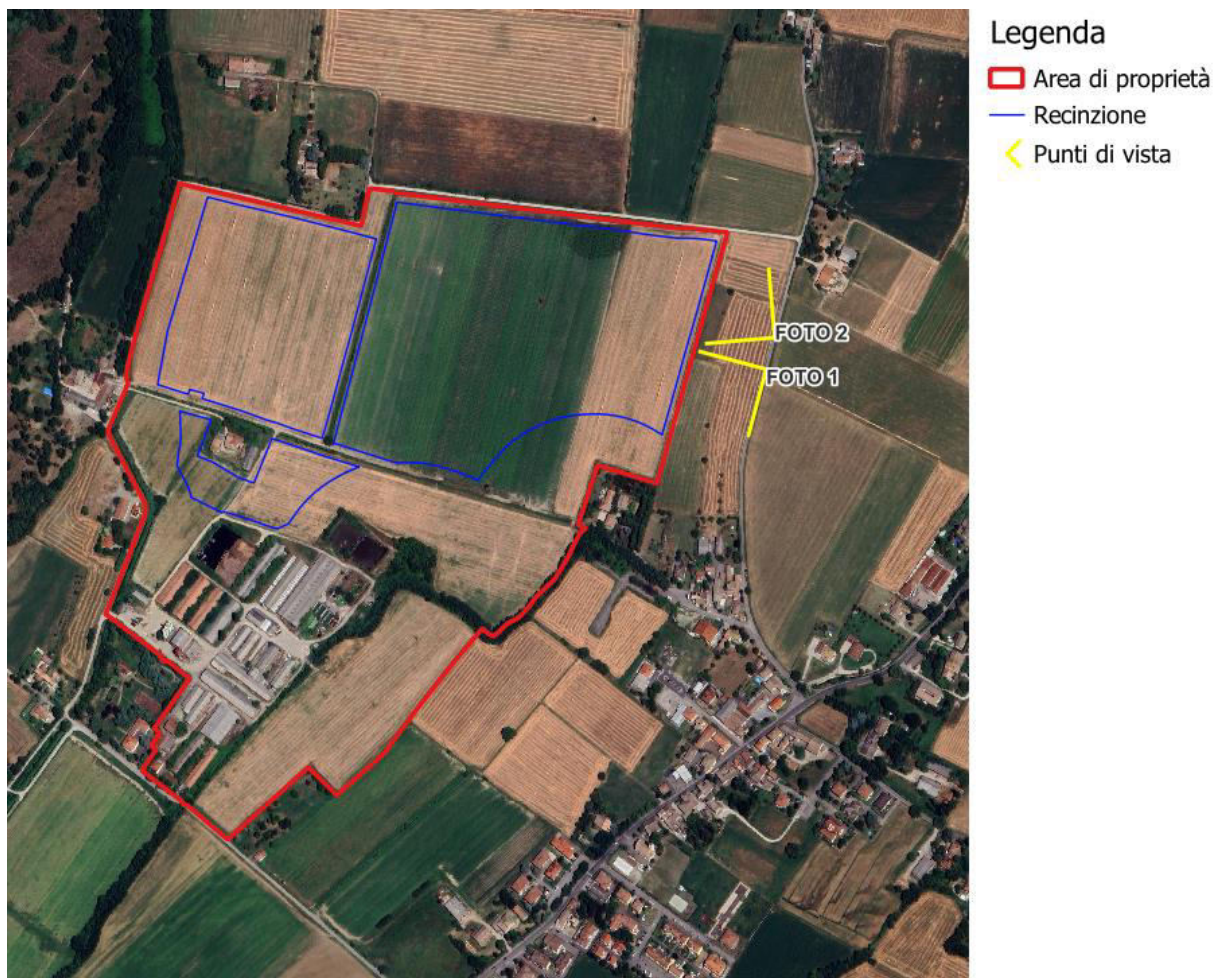 Legenda
Area di proprietà
Recinzione
Punti di vista
FOTO 2
FOTO 1